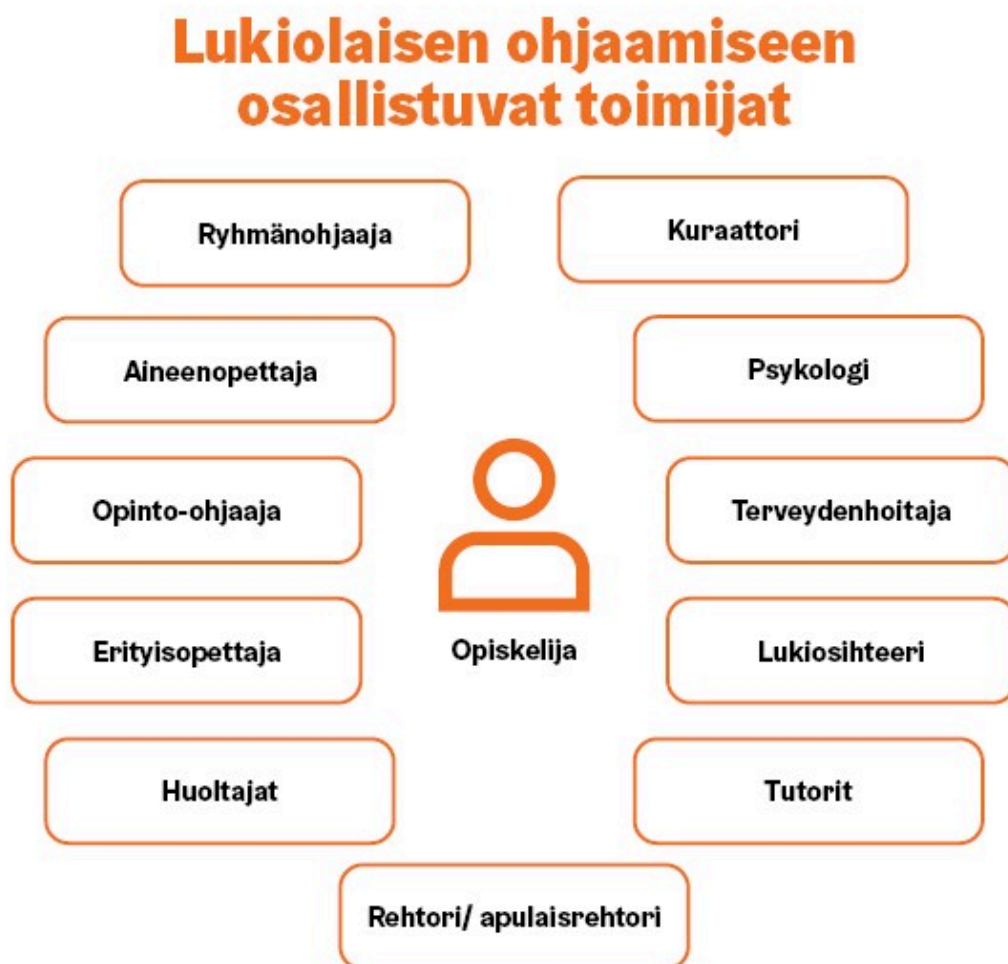 Lukiolaisen ohjaamiseen
osallistuvat toimijat
Ryhmänohjaaja
Kuraattori
Aineenopettaja
Psykologi
Opinto-ohjaaja
Terveydenhoitaja
Erityisopettaja
Opiskelija
Lukiosihteeri
Huoltajat
Tutorit
Rehtori/ apulaisrehtori